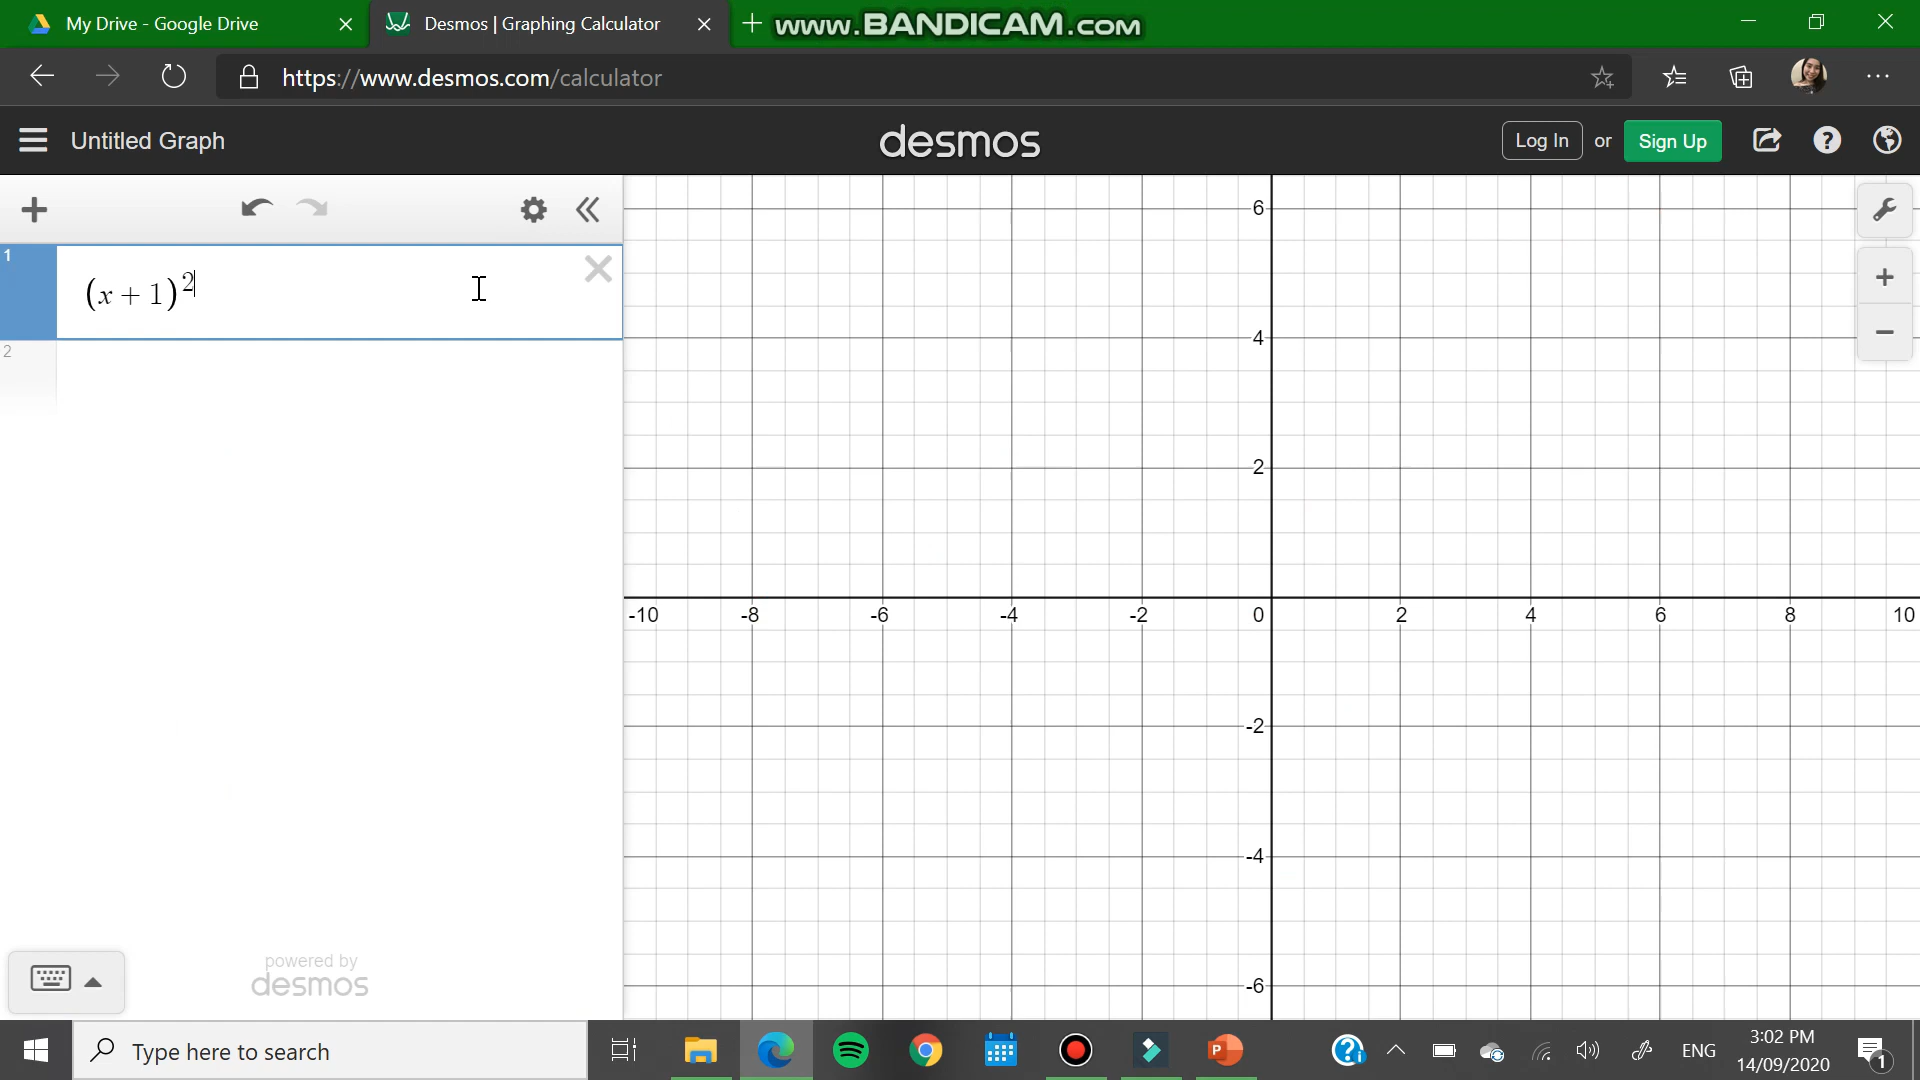 My Drive - Google Drive
Desmos | Graphing Calculator
www.BANDICAM.com
https://www.desmos.com/calculator
Untitled Graph
desmos
Log In or Sign Up
1
(x + 1)^2
2
6
4
2
-10 -8 -6 -4 -2 0 2 4 6 8 10
-2
-4
-6
powered by
desmos
Type here to search
ENG
3:02 PM
14/09/2020
1